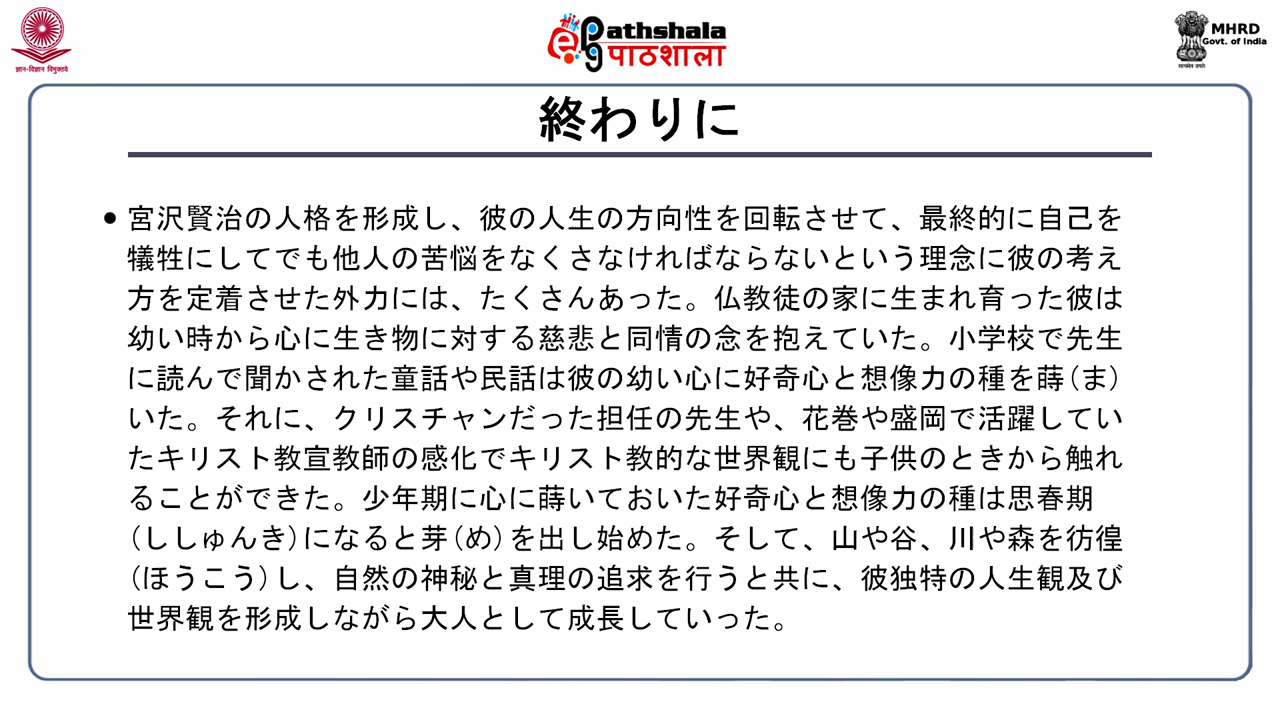 ज्ञान-विज्ञान विमुक्तये
ePGathshala
पाठशाला
MHRD
Govt. of India
सत्यमेव जयते
終わりに
• 宮沢賢治の人格を形成し、彼の人生の方向性を回転させて、最終的に自己を
犠牲にしてでも他人の苦悩をなくさなければならないという理念に彼の考え
方を定着させた外力には、たくさんあった。仏教徒の家に生まれ育った彼は
幼い時から心に生き物に対する慈悲と同情の念を抱えていた。小学校で先生
に読んで聞かされた童話や民話は彼の幼い心に好奇心と想像力の種を蒔(ま)
いた。それに、クリスチャンだった担任の先生や、花巻や盛岡で活躍してい
たキリスト教宣教師の感化でキリスト教的な世界観にも子供のときから触れ
ることができた。少年期に心に蒔いておいた好奇心と想像力の種は思春期
(ししゅんき)になると芽(め)を出し始めた。そして、山や谷、川や森を彷徨
(ほうこう)し、自然の神秘と真理の追求を行うと共に、彼独特の人生観及び
世界観を形成しながら大人として成長していった。